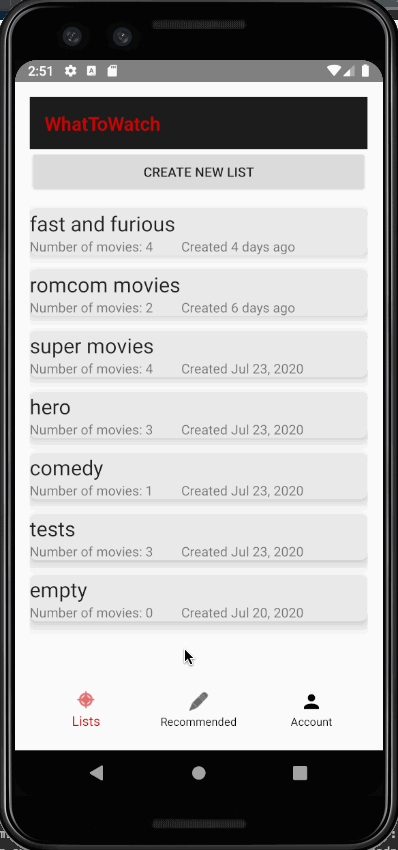 2:51
WhatToWatch
CREATE NEW LIST
fast and furious
Number of movies: 4 Created 4 days ago
romcom movies
Number of movies: 2 Created 6 days ago
super movies
Number of movies: 4 Created Jul 23, 2020
hero
Number of movies: 3 Created Jul 23, 2020
comedy
Number of movies: 1 Created Jul 23, 2020
tests
Number of movies: 3 Created Jul 23, 2020
empty
Number of movies: 0 Created Jul 20, 2020
Lists Recommended Account